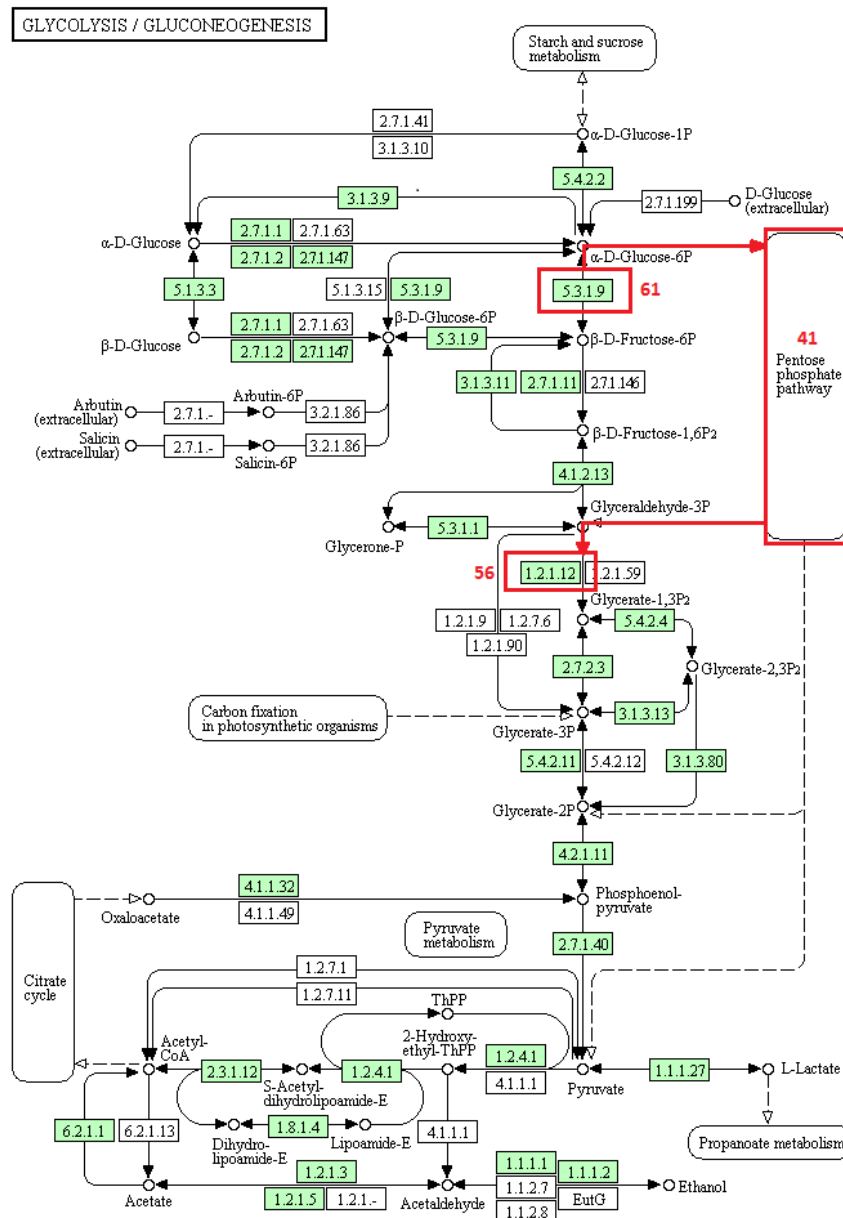 GLYCOLYSIS / GLUCONEOGENESIS
Starch and sucrose
metabolism
2.7.1.41
3.1.3.10
α-D-Glucose-1P
5.4.2.2
3.1.3.9
2.7.1.199
D-Glucose
(extracellular)
α-D-Glucose
2.7.1.1
2.7.1.63
2.7.1.2
2.7.1.147
α-D-Glucose-6P
5.1.3.3
5.1.3.15
5.3.1.9
5.3.1.9
61
41
Pentose
phosphate
pathway
β-D-Glucose
2.7.1.1
2.7.1.63
2.7.1.2
2.7.1.147
β-D-Glucose-6P
5.3.1.9
β-D-Fructose-6P
3.1.3.11
2.7.1.11
2.7.1.146
Arbutin
(extracellular)
2.7.1.-
Arbutin-6P
3.2.1.86
Salicin
(extracellular)
2.7.1.-
Salicin-6P
3.2.1.86
β-D-Fructose-1,6P2
4.1.2.13
Glyceraldehyde-3P
Glycerone-P
5.3.1.1
56
1.2.1.12
1.2.1.59
Glycerate-1,3P2
1.2.1.9
1.2.7.6
1.2.1.90
5.4.2.4
2.7.2.3
Glycerate-2,3P2
Carbon fixation
in photosynthetic organisms
Glycerate-3P
3.1.3.13
5.4.2.11
5.4.2.12
3.1.3.80
Glycerate-2P
4.2.1.11
4.1.1.32
4.1.1.49
Oxaloacetate
Phosphoenol-
pyruvate
Pyruvate
metabolism
2.7.1.40
Citrate
cycle
1.2.7.1
1.2.7.11
ThPP
Acetyl-
CoA
2-Hydroxy-
ethyl-ThPP
2.3.1.12
S-Acetyl-
dihydrolipoamide-E
1.2.4.1
1.2.4.1
4.1.1.1
Pyruvate
1.1.1.27
L-Lactate
6.2.1.1
6.2.1.13
Dihydro-
lipoamide-E
1.8.1.4
Lipoamide-E
4.1.1.1
Propanoate metabolism
Acetate
1.2.1.3
1.2.1.5
1.2.1.-
Acetaldehyde
1.1.1.1
1.1.1.2
1.1.2.7
EutG
1.1.2.8
Ethanol